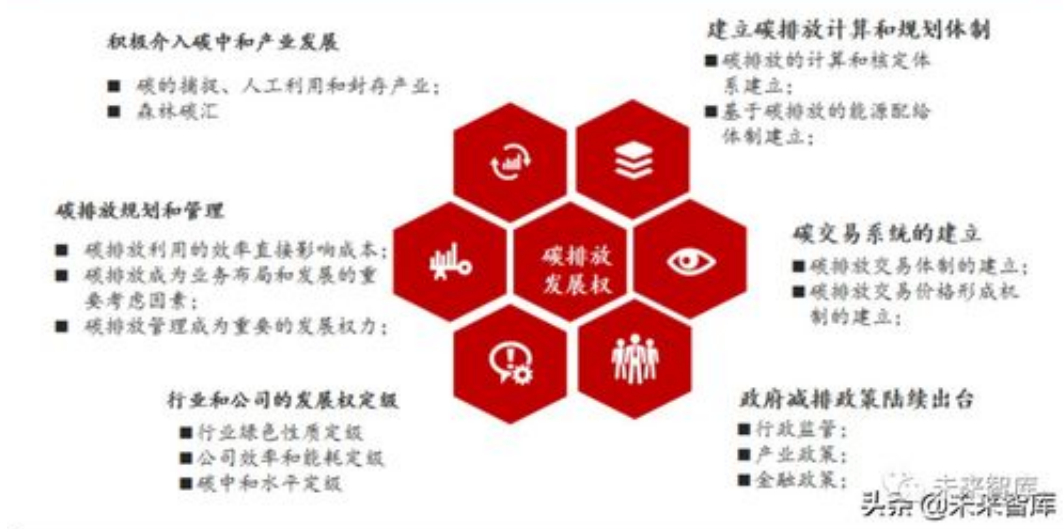 积极介入碳中和产业发展
■ 碳的捕捉、人工利用和封存产业;
■ 森林碳汇
建立碳排放计算和规划体制
■碳排放的计算和核定体
系建立;
■基于碳排放的能源配给
体制建立;
碳排放规划和管理
■ 碳排放利用的效率直接影响成本;
■ 碳排放成为业务布局和发展的重
要考虑因素;
■ 碳排放管理成为重要的发展权力;
碳排放
发展权
碳交易系统的建立
■碳排放交易体制的建立;
■碳排放交易价格形成机
制的建立;
行业和公司的发展权定级
■行业绿色性质定级
■公司效率和能耗定级
■碳中和水平定级
政府减排政策陆续出台
■行政监管;
■产业政策;
■金融政策;
未来智库
头条 @未来智库